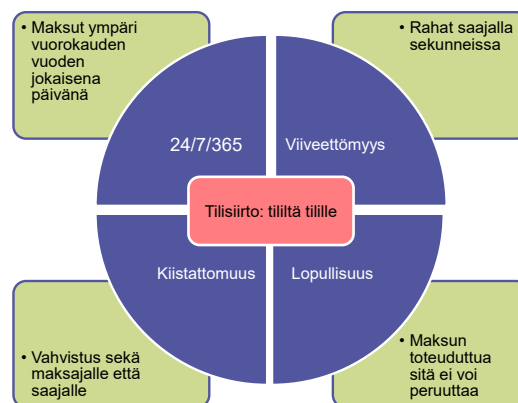 • Maksut ympäri
vuorokauden
vuoden
jokaisena
päivänä
• Rahat saajalla
sekunneissa
24/7/365
Viiveettömyys
Tilisiirto: tililtä tilille
Kiistattomuus
Lopullisuus
• Vahvistus sekä
maksajalle että
saajalle
• Maksun
toteuduttua
sitä ei voi
peruuttaa